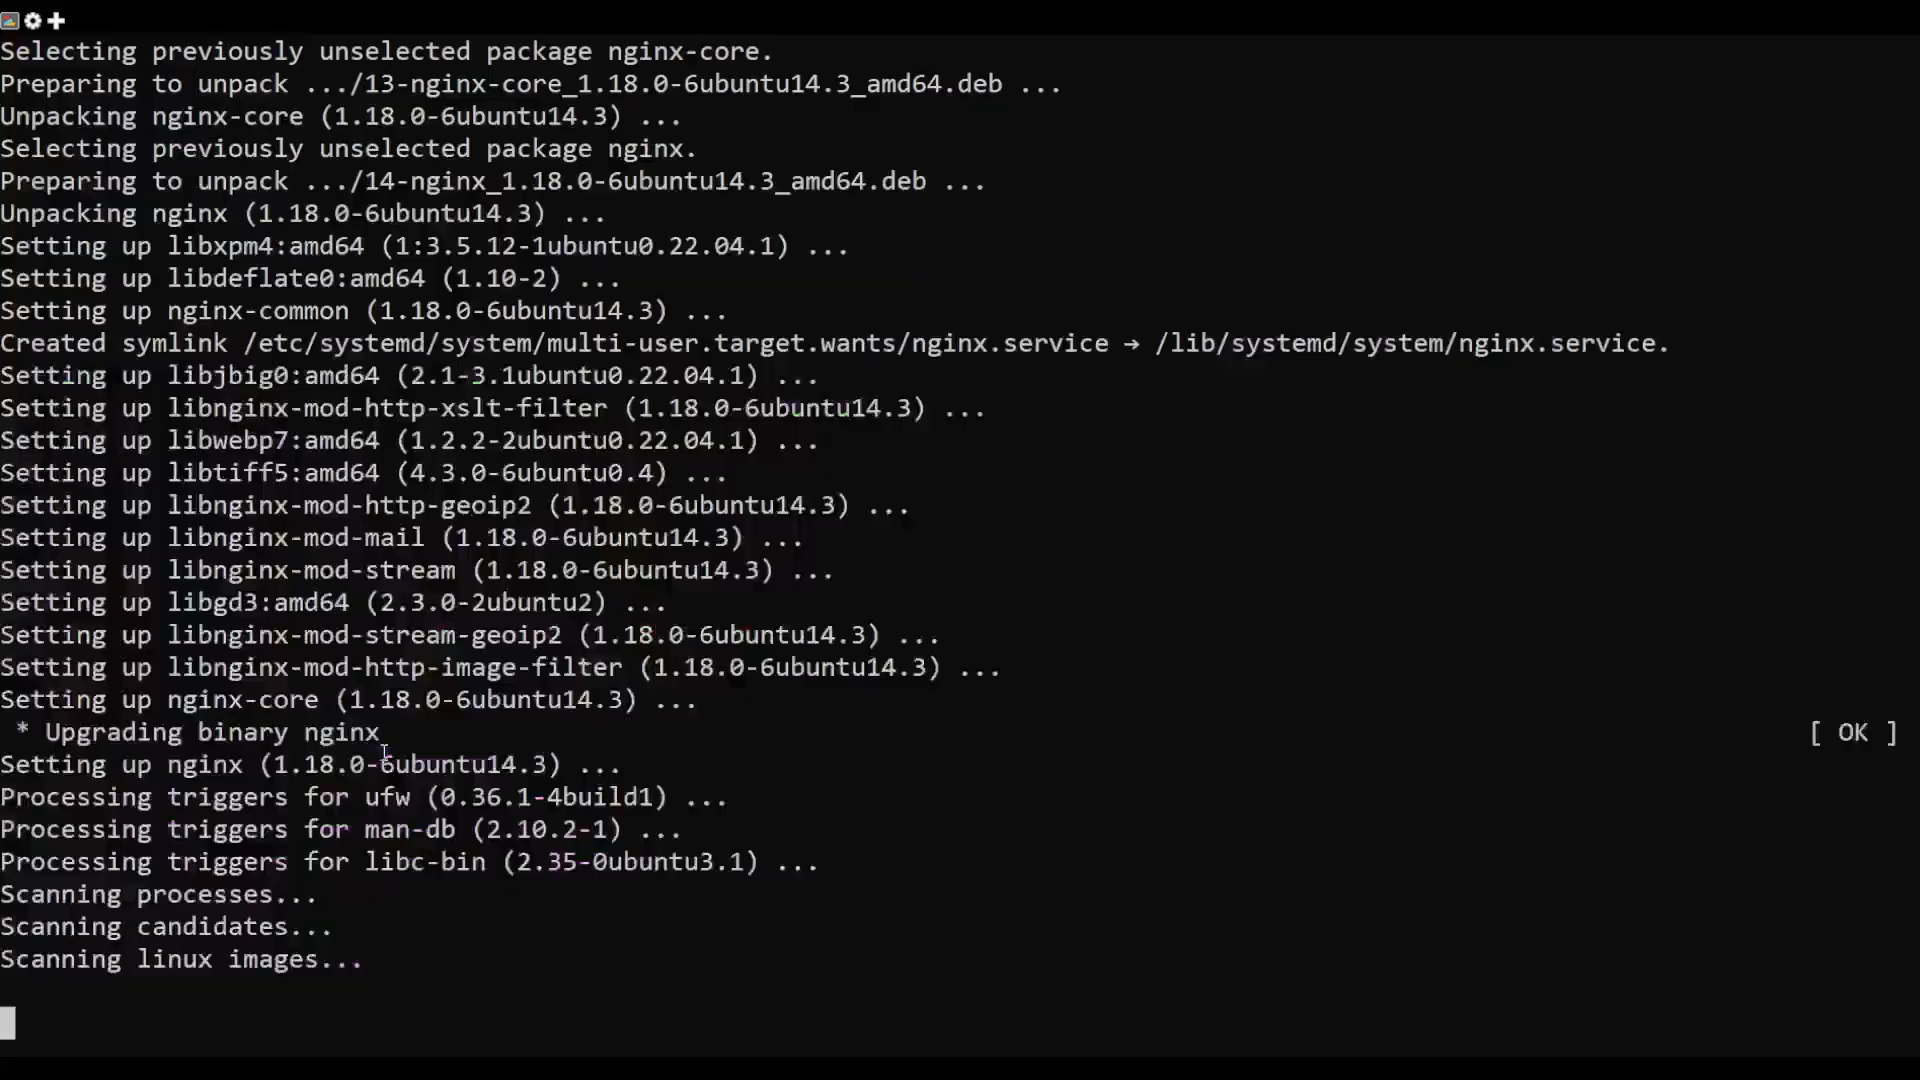 Selecting previously unselected package nginx-core.
Preparing to unpack .../13-nginx-core_1.18.0-6ubuntu14.3_amd64.deb ...
Unpacking nginx-core (1.18.0-6ubuntu14.3) ...
Selecting previously unselected package nginx.
Preparing to unpack .../14-nginx_1.18.0-6ubuntu14.3_amd64.deb ...
Unpacking nginx (1.18.0-6ubuntu14.3) ...
Setting up libxpm4:amd64 (1:3.5.12-1ubuntu0.22.04.1) ...
Setting up libdeflate0:amd64 (1.10-2) ...
Setting up nginx-common (1.18.0-6ubuntu14.3) ...
Created symlink /etc/systemd/system/multi-user.target.wants/nginx.service → /lib/systemd/system/nginx.service.
Setting up libjbig0:amd64 (2.1-3.1ubuntu0.22.04.1) ...
Setting up libnginx-mod-http-xslt-filter (1.18.0-6ubuntu14.3) ...
Setting up libwebp7:amd64 (1.2.2-2ubuntu0.22.04.1) ...
Setting up libtiff5:amd64 (4.3.0-6ubuntu0.4) ...
Setting up libnginx-mod-http-geoip2 (1.18.0-6ubuntu14.3) ...
Setting up libnginx-mod-mail (1.18.0-6ubuntu14.3) ...
Setting up libnginx-mod-stream (1.18.0-6ubuntu14.3) ...
Setting up libgd3:amd64 (2.3.0-2ubuntu2) ...
Setting up libnginx-mod-stream-geoip2 (1.18.0-6ubuntu14.3) ...
Setting up libnginx-mod-http-image-filter (1.18.0-6ubuntu14.3) ...
Setting up nginx-core (1.18.0-6ubuntu14.3) ...
* Upgrading binary nginx [ OK ]
Setting up nginx (1.18.0-6ubuntu14.3) ...
Processing triggers for ufw (0.36.1-4build1) ...
Processing triggers for man-db (2.10.2-1) ...
Processing triggers for libc-bin (2.35-0ubuntu3.1) ...
Scanning processes...
Scanning candidates...
Scanning linux images...